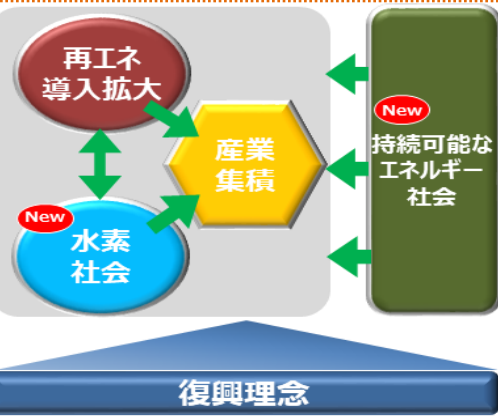 再エネ
導入拡大
産業
集積
New
水素
社会
New
持続可能な
エネルギー
社会
復興理念